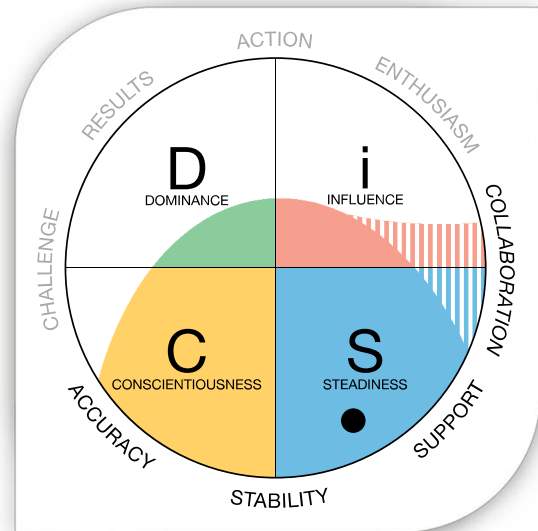 ACTION
RESULTS
ENTHUSIASM
D
DOMINANCE
i
INFLUENCE
CHALLENGE
COLLABORATION
C
CONSCIENTIOUSNESS
S
STEADINESS
ACCURACY
SUPPORT
STABILITY